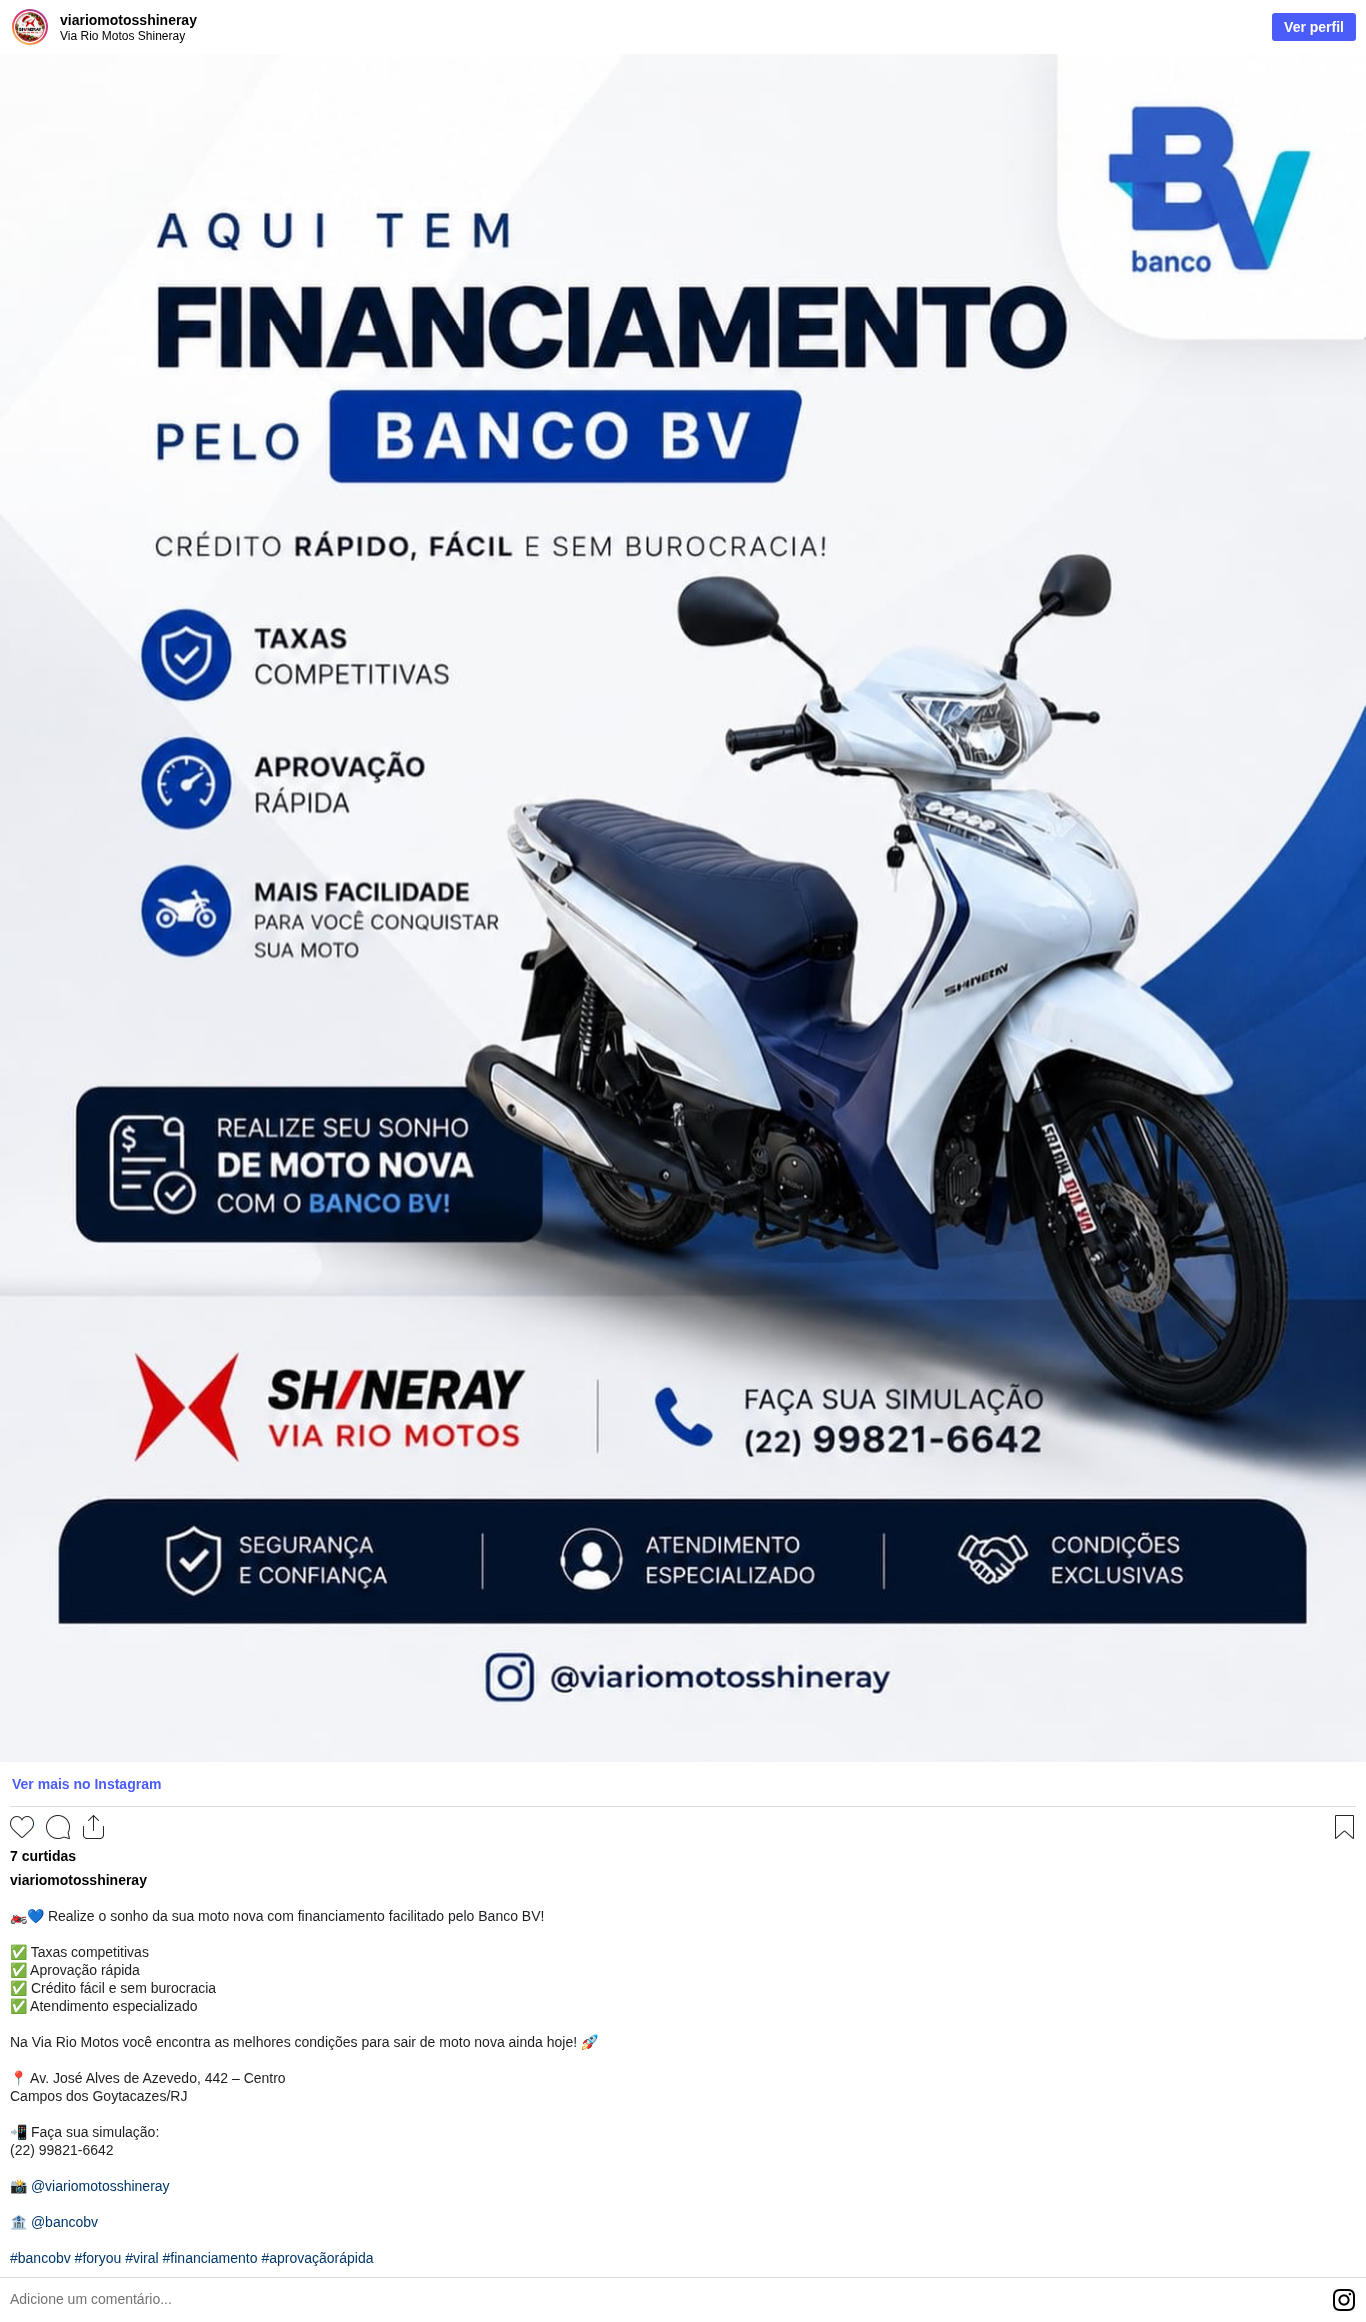 viariomotosshineray
Via Rio Motos Shineray
Ver perfil
BV
banco
AQUI TEM
FINANCIAMENTO
PELO BANCO BV
CRÉDITO RÁPIDO, FÁCIL E SEM BUROCRACIA!
TAXAS
COMPETITIVAS
APROVAÇÃO
RÁPIDA
MAIS FACILIDADE
PARA VOCÊ CONQUISTAR
SUA MOTO
SHINERAY
VIA RIO MOTOS
REALIZE SEU SONHO
DE MOTO NOVA
COM O BANCO BV!
SHINERAY
VIA RIO MOTOS
FAÇA SUA SIMULAÇÃO
(22) 99821-6642
SEGURANÇA
E CONFIANÇA
ATENDIMENTO
ESPECIALIZADO
CONDIÇÕES
EXCLUSIVAS
@viariomotosshineray
Ver mais no Instagram
7 curtidas
viariomotosshineray
🏍️💙 Realize o sonho da sua moto nova com financiamento facilitado pelo Banco BV!
✅ Taxas competitivas
✅ Aprovação rápida
✅ Crédito fácil e sem burocracia
✅ Atendimento especializado
Na Via Rio Motos você encontra as melhores condições para sair de moto nova ainda hoje! 🚀
📍 Av. José Alves de Azevedo, 442 – Centro
Campos dos Goytacazes/RJ
📲 Faça sua simulação:
(22) 99821-6642
📸 @viariomotosshineray
🏦 @bancobv
#bancobv #foryou #viral #financiamento #aprovaçãorápida
Adicione um comentário...